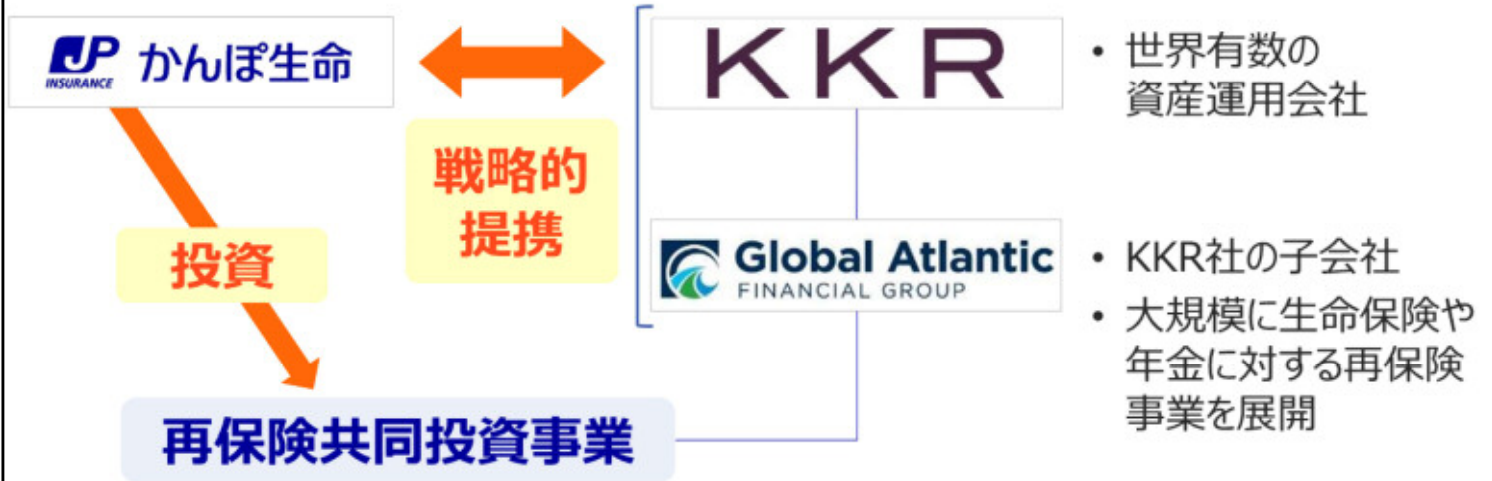 JP
INSURANCE
かんぽ生命
KKR
・世界有数の
資産運用会社
戦略的
提携
投資
Global Atlantic
FINANCIAL GROUP
・KKR社の子会社
・大規模に生命保険や
年金に対する再保険
事業を展開
再保険共同投資事業